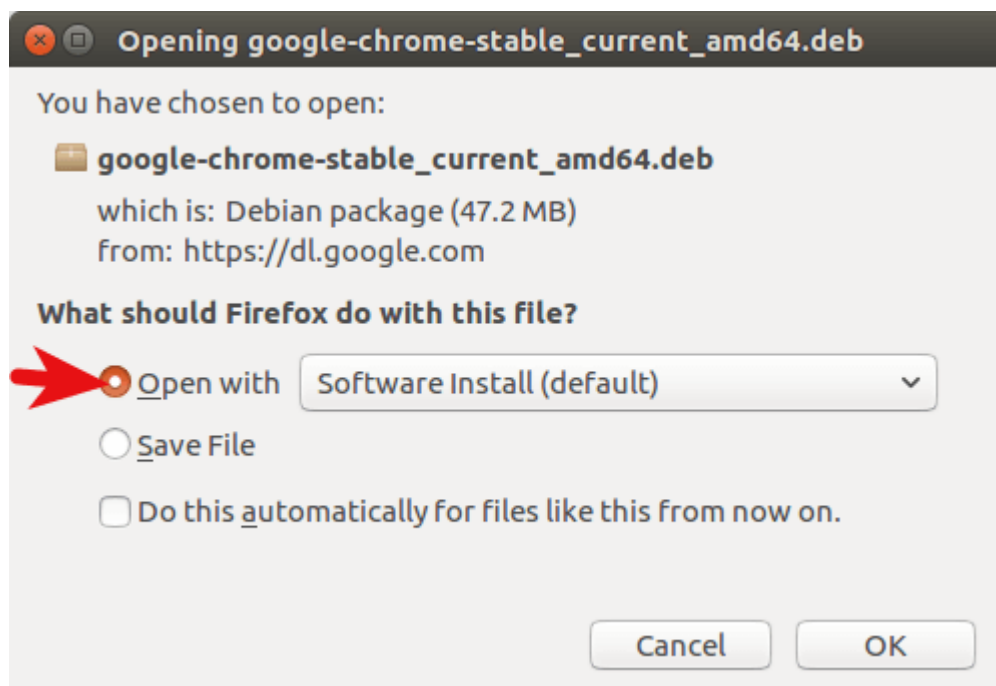 Opening google-chrome-stable_current_amd64.deb
You have chosen to open:
google-chrome-stable_current_amd64.deb
which is: Debian package (47.2 MB)
from: https://dl.google.com
What should Firefox do with this file?
Open with Software Install (default)
Save File
Do this automatically for files like this from now on.
Cancel OK